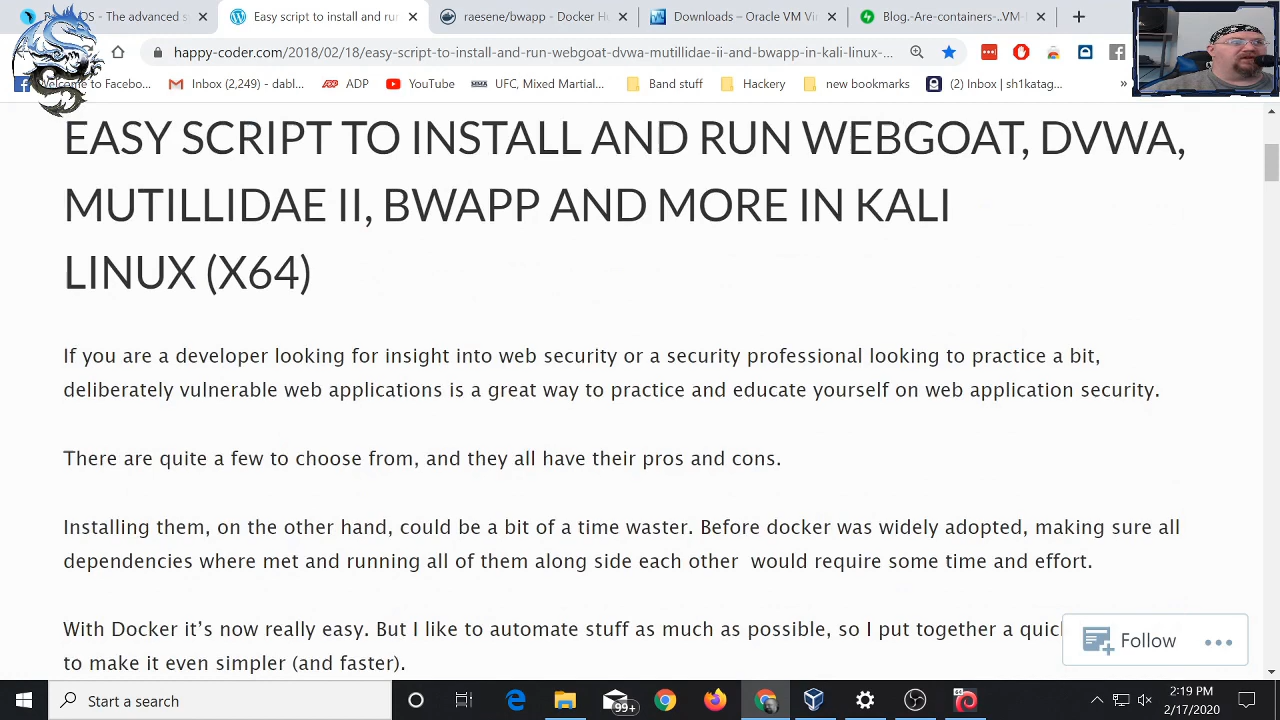 OS - The advanced s
Easy script to install and run
ene/bwapp
er H
Downloads – Oracle VM V
Blog.-Are-containers-..VM-
happy-coder.com/2018/02/18/easy-script-
install-and-run-webgoat-dvwa-mutillidae-ii-and-bwapp-in-kali-linux-...
elcome to Facebo...
Inbox (2,249) - dabl...
ADP
YouTube
UFC, Mixed Martial...
Band stuff
Hackery
new bookmarks
(2) Inbox | sh1katag...
»
EASY SCRIPT TO INSTALL AND RUN WEBGOAT, DVWA,
MUTILLIDAE II, BWAPP AND MORE IN KALI
LINUX (X64)
If you are a developer looking for insight into web security or a security professional looking to practice a bit,
deliberately vulnerable web applications is a great way to practice and educate yourself on web application security.
There are quite a few to choose from, and they all have their pros and cons.
Installing them, on the other hand, could be a bit of a time waster. Before docker was widely adopted, making sure all
dependencies where met and running all of them along side each other would require some time and effort.
With Docker it's now really easy. But I like to automate stuff as much as possible, so I put together a quic
to make it even simpler (and faster).
Follow
Start a search
99+
2:19 PM
2/17/2020